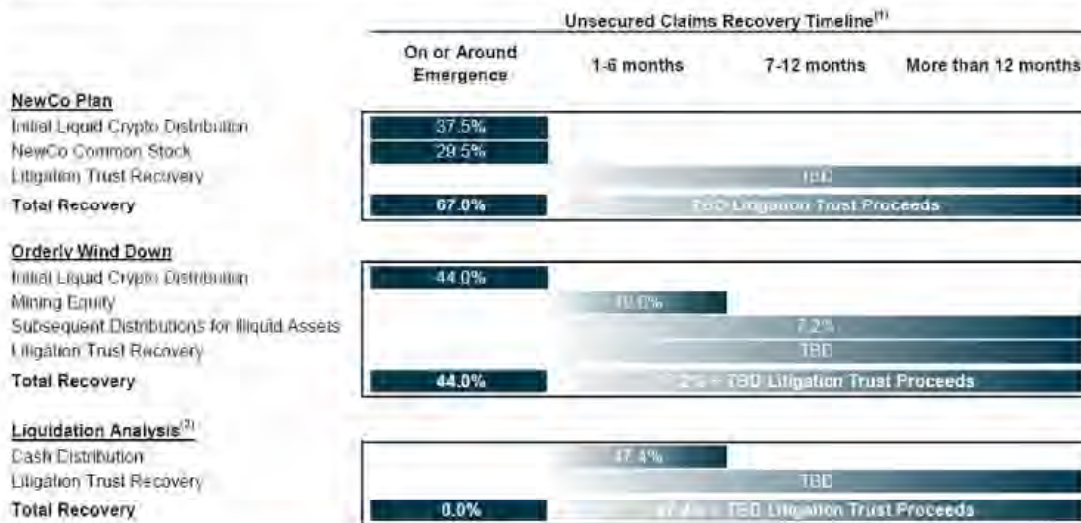 Unsecured Claims Recovery Timeline(1)
On or Around Emergence 1-6 months 7-12 months More than 12 months
NewCo Plan
Initial Liquid Crypto Distribution 37.5%
NewCo Common Stock 29.5%
Litigation Trust Recovery TBD
Total Recovery 67.0% TBD Litigation Trust Proceeds
Orderly Wind Down
Initial Liquid Crypto Distribution 44.0%
Mining Equity
Subsequent Distributions for Illiquid Assets 7.2%
Litigation Trust Recovery TBD
Total Recovery 44.0% + TBD Litigation Trust Proceeds
Liquidation Analysis(2)
Cash Distribution 47.4%
Litigation Trust Recovery TBD
Total Recovery 0.0% + TBD Litigation Trust Proceeds